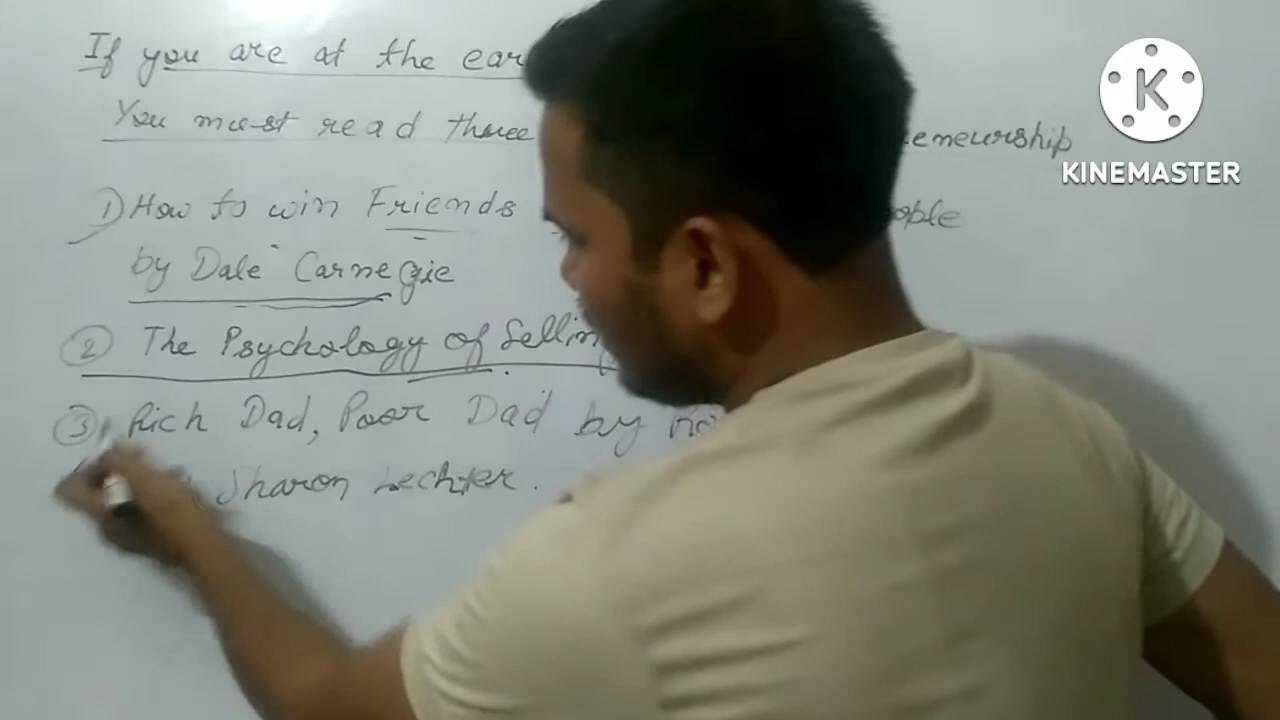 If you are at the ear
You must read three eneurship
1) How to win Friends ople
by Dale Carnegie
2 The Psychology of Sellin
3 Rich Dad, Poor Dad by
Sharon Lechter.
K
KINEMASTER